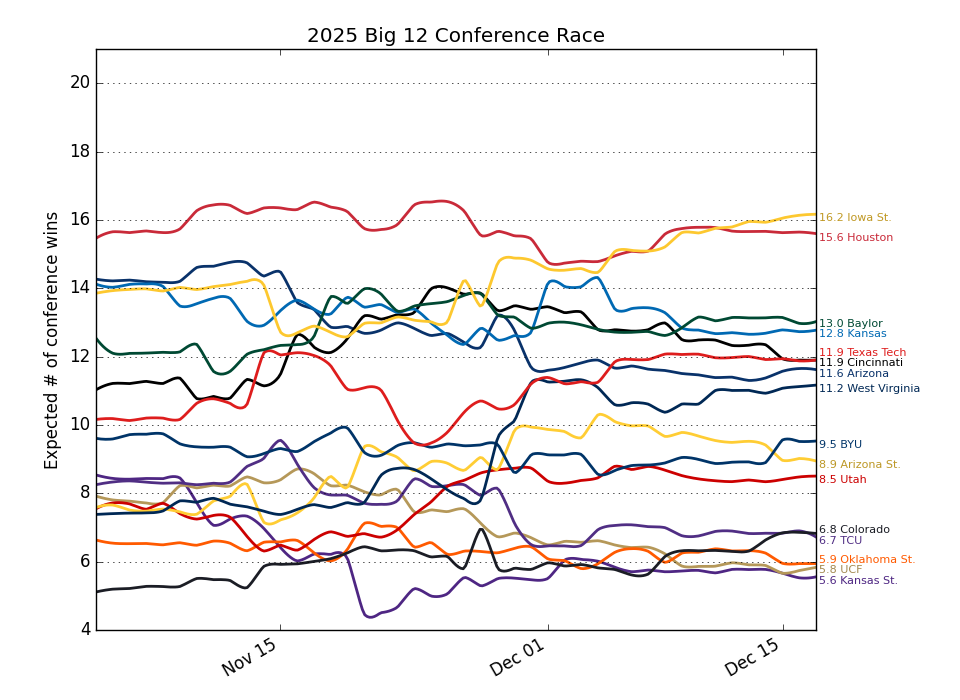 2025 Big 12 Conference Race
Expected # of conference wins
20
18
16
14
12
10
8
6
4
Nov 15
Dec 01
Dec 15
16.2 Iowa St.
15.6 Houston
13.0 Baylor
12.8 Kansas
11.9 Texas Tech
11.9 Cincinnati
11.6 Arizona
11.2 West Virginia
9.5 BYU
8.9 Arizona St.
8.5 Utah
6.8 Colorado
6.7 TCU
5.9 Oklahoma St.
5.8 UCF
5.6 Kansas St.